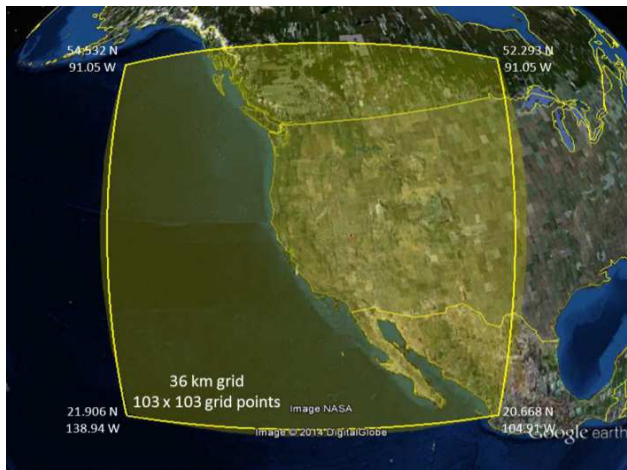 54.532 N
91.05 W
52.293 N
91.05 W
36 km grid
103 x 103 grid points
Image NASA
Image © 2014 DigitalGlobe
21.906 N
138.94 W
20.668 N
104.91 W
Google earth